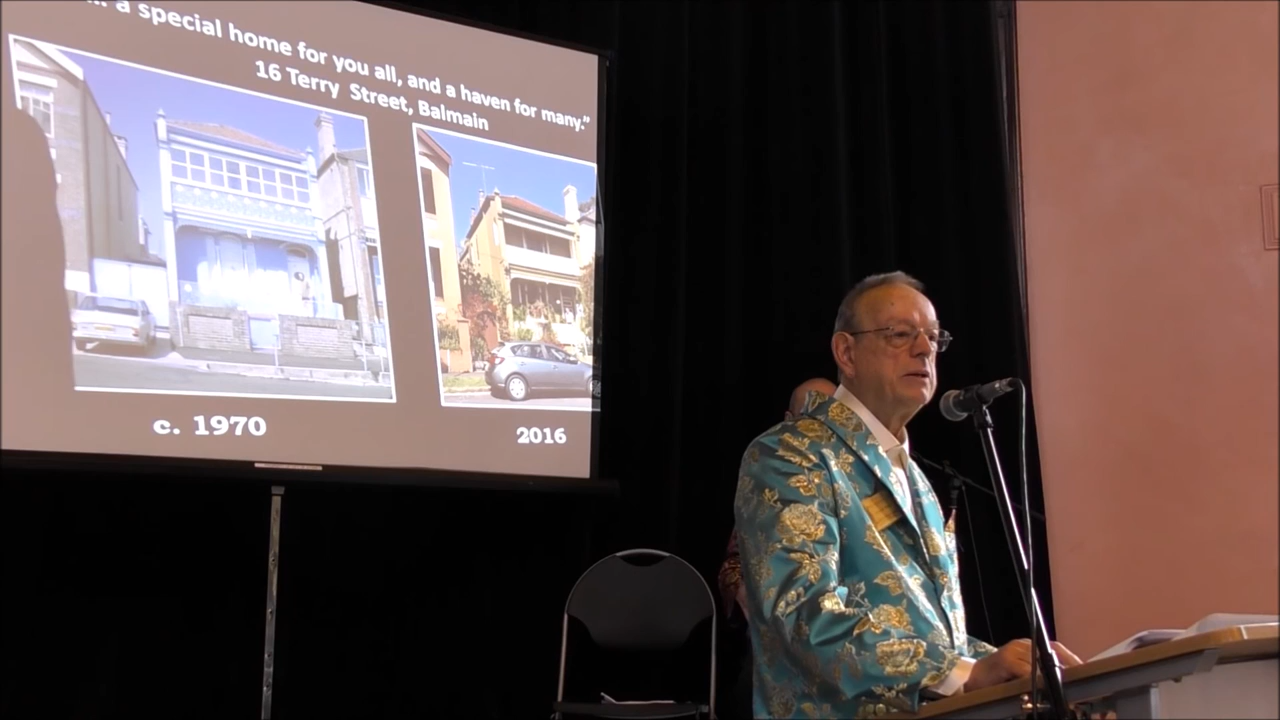 ... a special home for you all, and a haven for many.”
16 Terry Street, Balmain
c. 1970
2016